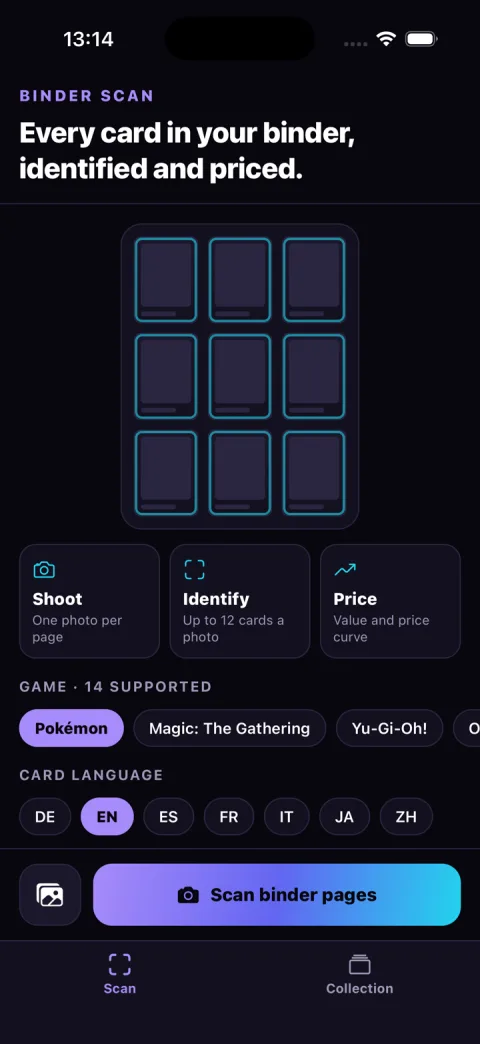 13:14
BINDER SCAN
Every card in your binder,
identified and priced.
Shoot
One photo per
page
Identify
Up to 12 cards a
photo
Price
Value and price
curve
GAME · 14 SUPPORTED
Pokémon
Magic: The Gathering
Yu-Gi-Oh!
CARD LANGUAGE
DE
EN
ES
FR
IT
JA
ZH
Scan binder pages
Scan
Collection